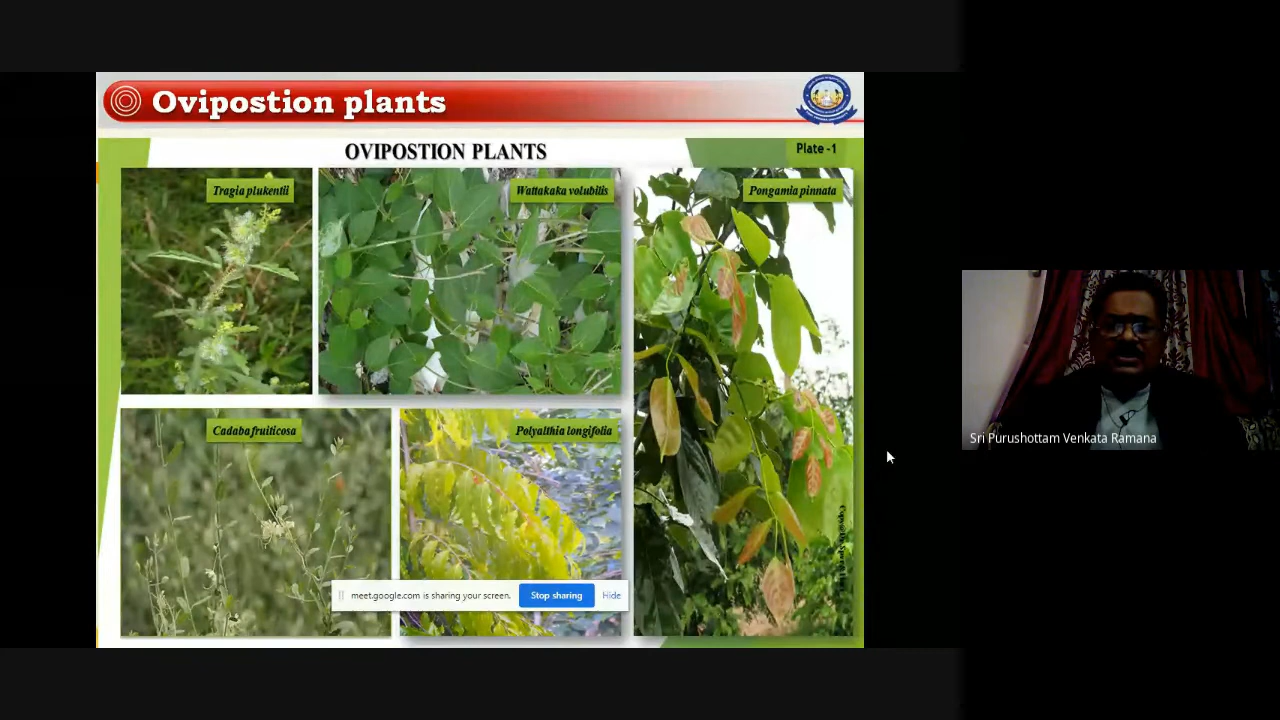 Ovipostion plants
OVIPOSTION PLANTS
Plate -1
Tragia plukentii
Wattakaka volubilis
Pongamia pinnata
Cadaba fruiticosa
Polyalthia longifolia
meet.google.com is sharing your screen.
Stop sharing
Hide
Sri Purushottam Venkata Ramana